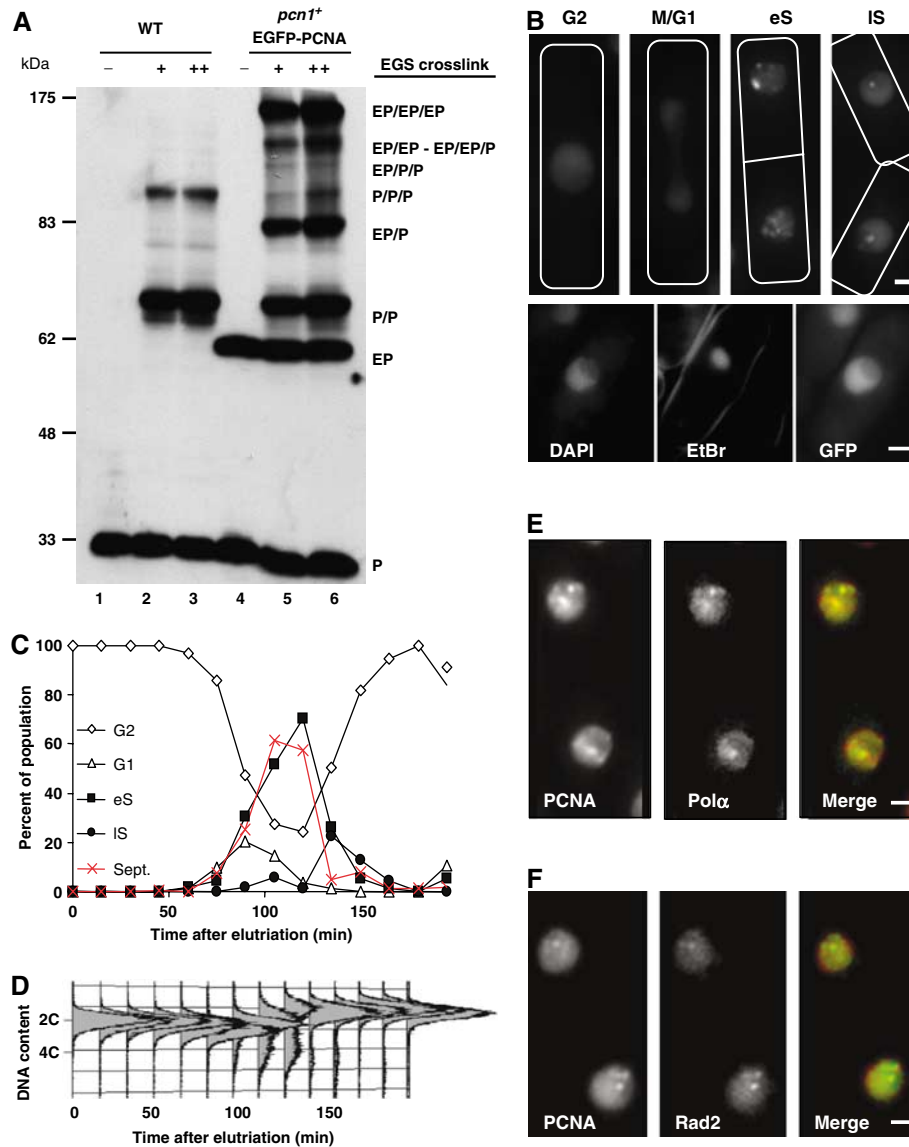 A
WT
pcn1+
EGFP-PCNA
kDa
– + ++ – + ++ EGS crosslink
175
EP/EP/EP
EP/EP - EP/EP/P
EP/P/P
P/P/P
83
EP/P
P/P
62
EP
48
33
P
1 2 3 4 5 6
B
G2 M/G1 eS lS
DAPI EtBr GFP
C
100
80
60
40
20
0
Percent of population
G2
G1
eS
lS
Sept.
0 50 100 150
Time after elutriation (min)
D
DNA content
2C
4C
0 50 100 150
Time after elutriation (min)
E
PCNA Polα Merge
F
PCNA Rad2 Merge